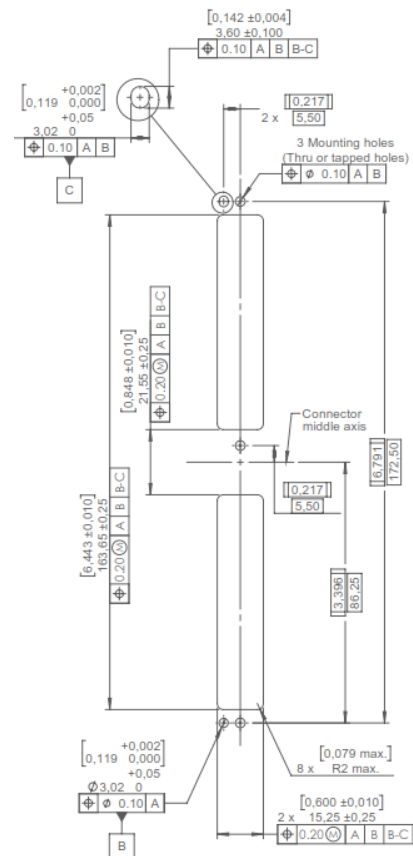 [0,142 ±0,004]
3,60 ±0,100
⌖ 0.10 A B B-C
[0,119 +0,002 0,000]
3,02 +0,05 0
⌖ 0.10 A B
C
[0,217]
2 x 5,50
3 Mounting holes
(Thru or tapped holes)
⌖ ϕ 0.10 A B
[0,848 ±0,010]
21,55 ±0,25
⌖ 0.20 Ⓜ A B B-C
Connector
middle axis
[6,791]
172,50
[0,217]
5,50
[6,443 ±0,010]
163,65 ±0,25
⌖ 0.20 Ⓜ A B B-C
[3,396]
86,25
[0,119 +0,002 0,000]
ϕ 3,02 +0,05 0
⌖ ϕ 0.10 A
B
[0,079 max.]
8 x R2 max.
[0,600 ±0,010]
2 x 15,25 ±0,25
⌖ 0.20 Ⓜ A B B-C